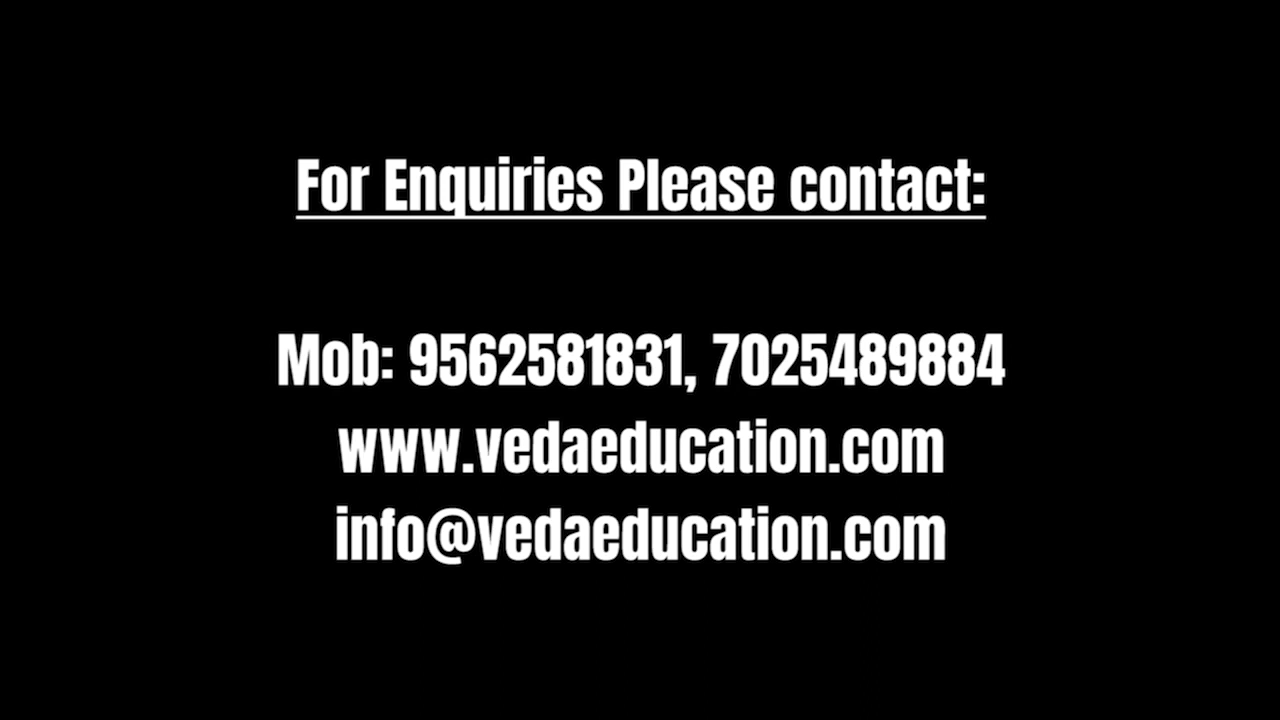 For Enquiries Please contact:
Mob: 9562581831, 7025489884
www.vedaeducation.com
info@vedaeducation.com